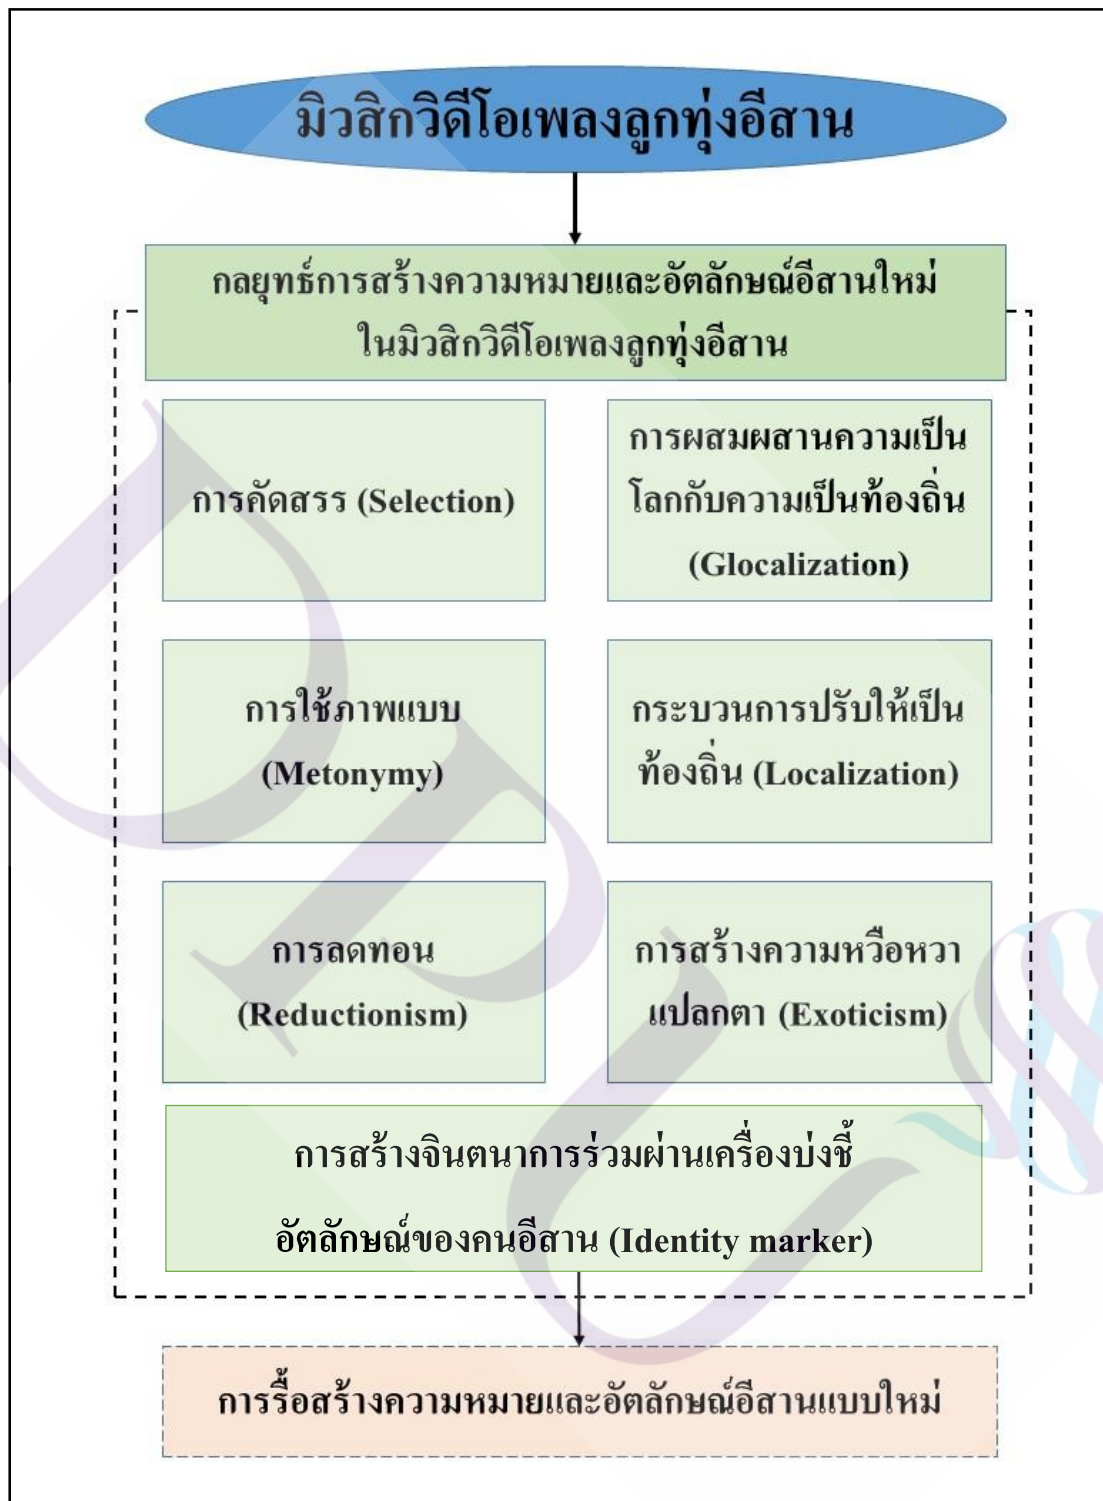 มิวสิกวิดีโอเพลงลูกทุ่งอีสาน
กลยุทธ์การสร้างความหมายและอัตลักษณ์อีสานใหม่
ในมิวสิกวิดีโอเพลงลูกทุ่งอีสาน
การคัดสรร (Selection)
การผสมผสานความเป็น
โลกกับความเป็นท้องถิ่น
(Glocalization)
การใช้ภาพแบบ
(Metonymy)
กระบวนการปรับให้เป็น
ท้องถิ่น (Localization)
การลดทอน
(Reductionism)
การสร้างความหวือหวา
แปลกตา (Exoticism)
การสร้างจินตนาการร่วมผ่านเครื่องบ่งชี้
อัตลักษณ์ของคนอีสาน (Identity marker)
การรื้อสร้างความหมายและอัตลักษณ์อีสานแบบใหม่
DPU